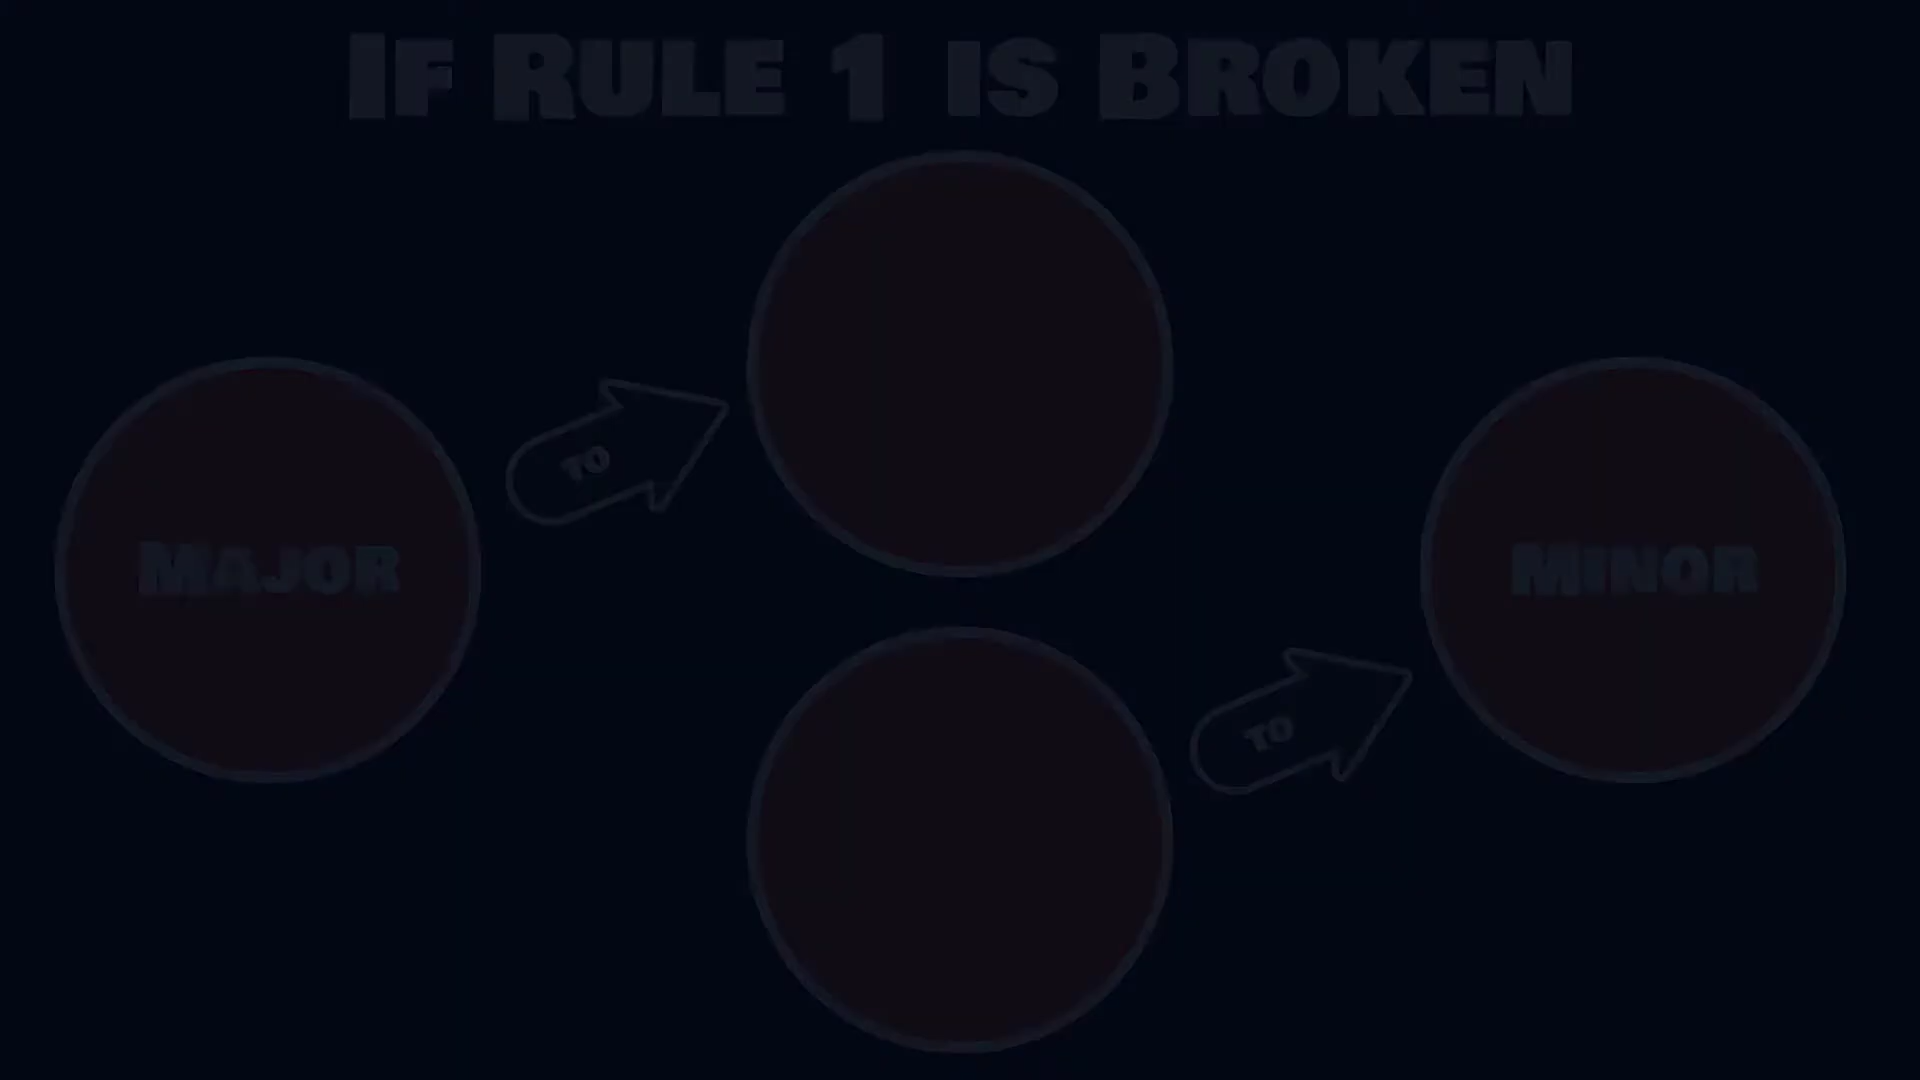 If Rule 1 is Broken
to
Major
Minor
to